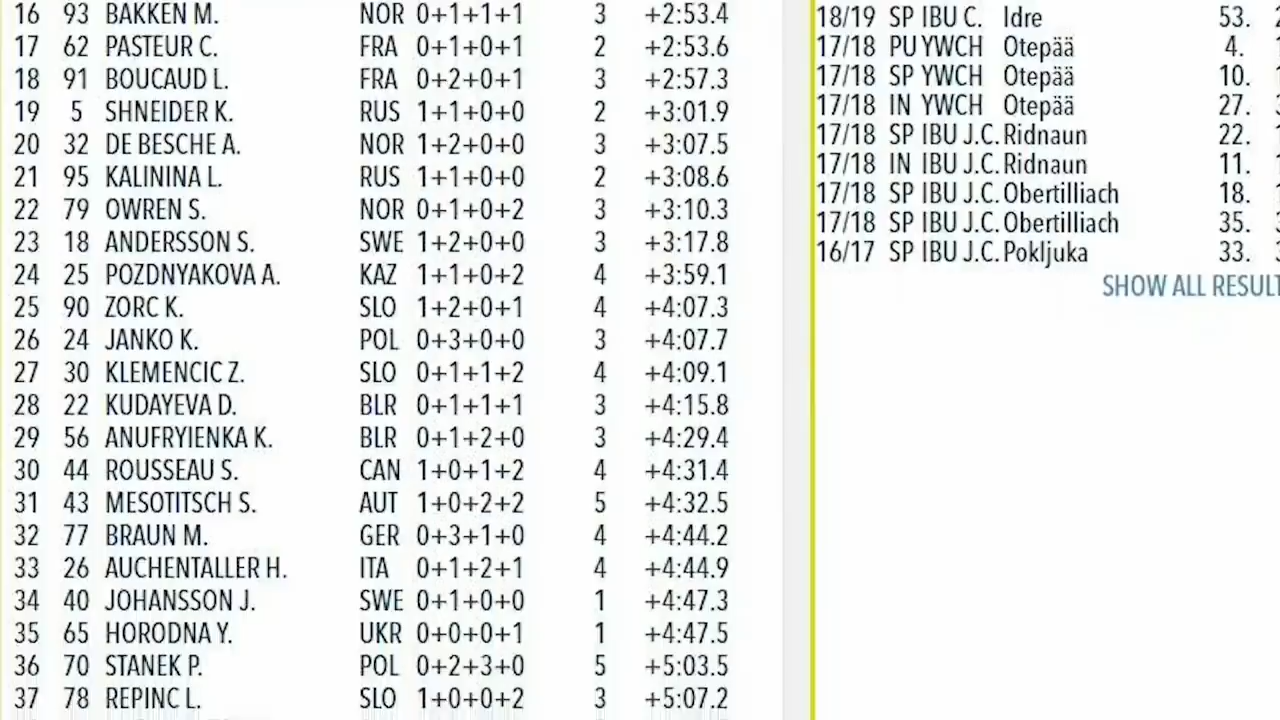 16 93 BAKKEN M. NOR 0+1+1+1 3 +2:53.4
17 62 PASTEUR C. FRA 0+1+0+1 2 +2:53.6
18 91 BOUCAUD L. FRA 0+2+0+1 3 +2:57.3
19 5 SHNEIDER K. RUS 1+1+0+0 2 +3:01.9
20 32 DE BESCHE A. NOR 1+2+0+0 3 +3:07.5
21 95 KALININA L. RUS 1+1+0+0 2 +3:08.6
22 79 OWREN S. NOR 0+1+0+2 3 +3:10.3
23 18 ANDERSSON S. SWE 1+2+0+0 3 +3:17.8
24 25 POZDNYAKOVA A. KAZ 1+1+0+2 4 +3:59.1
25 90 ZORC K. SLO 1+2+0+1 4 +4:07.3
26 24 JANKO K. POL 0+3+0+0 3 +4:07.7
27 30 KLEMENCIC Z. SLO 0+1+1+2 4 +4:09.1
28 22 KUDAYEVA D. BLR 0+1+1+1 3 +4:15.8
29 56 ANUFRYIENKA K. BLR 0+1+2+0 3 +4:29.4
30 44 ROUSSEAU S. CAN 1+0+1+2 4 +4:31.4
31 43 MESOTITSCH S. AUT 1+0+2+2 5 +4:32.5
32 77 BRAUN M. GER 0+3+1+0 4 +4:44.2
33 26 AUCHENTALLER H. ITA 0+1+2+1 4 +4:44.9
34 40 JOHANSSON J. SWE 0+1+0+0 1 +4:47.3
35 65 HORODNA Y. UKR 0+0+0+1 1 +4:47.5
36 70 STANEK P. POL 0+2+3+0 5 +5:03.5
37 78 REPINC L. SLO 1+0+0+2 3 +5:07.2
18/19 SP IBU C. Idre 53.
17/18 PU YWCH Otepää 4.
17/18 SP YWCH Otepää 10.
17/18 IN YWCH Otepää 27.
17/18 SP IBU J.C. Ridnaun 22.
17/18 IN IBU J.C. Ridnaun 11.
17/18 SP IBU J.C. Obertilliach 18.
17/18 SP IBU J.C. Obertilliach 35.
16/17 SP IBU J.C. Pokljuka 33.
SHOW ALL RESULT